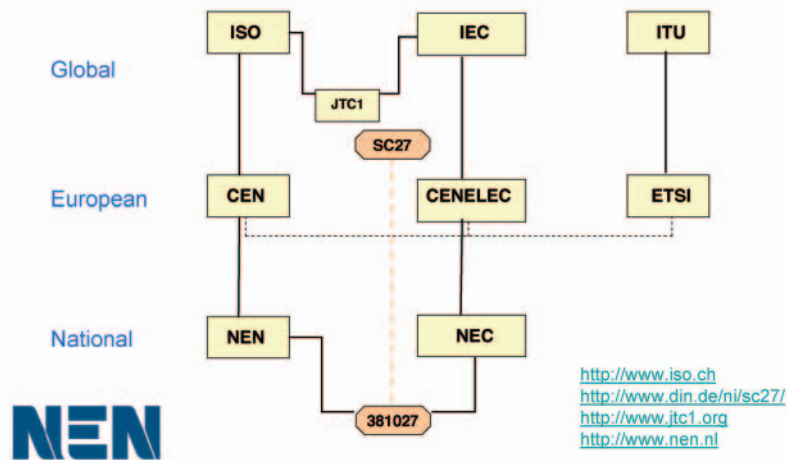 ISO IEC ITU
Global
JTC1
SC27
European CEN CENELEC ETSI
National NEN NEC
http://www.iso.ch
http://www.din.de/ni/sc27/
http://www.jtc1.org
http://www.nen.nl
381027
NEN